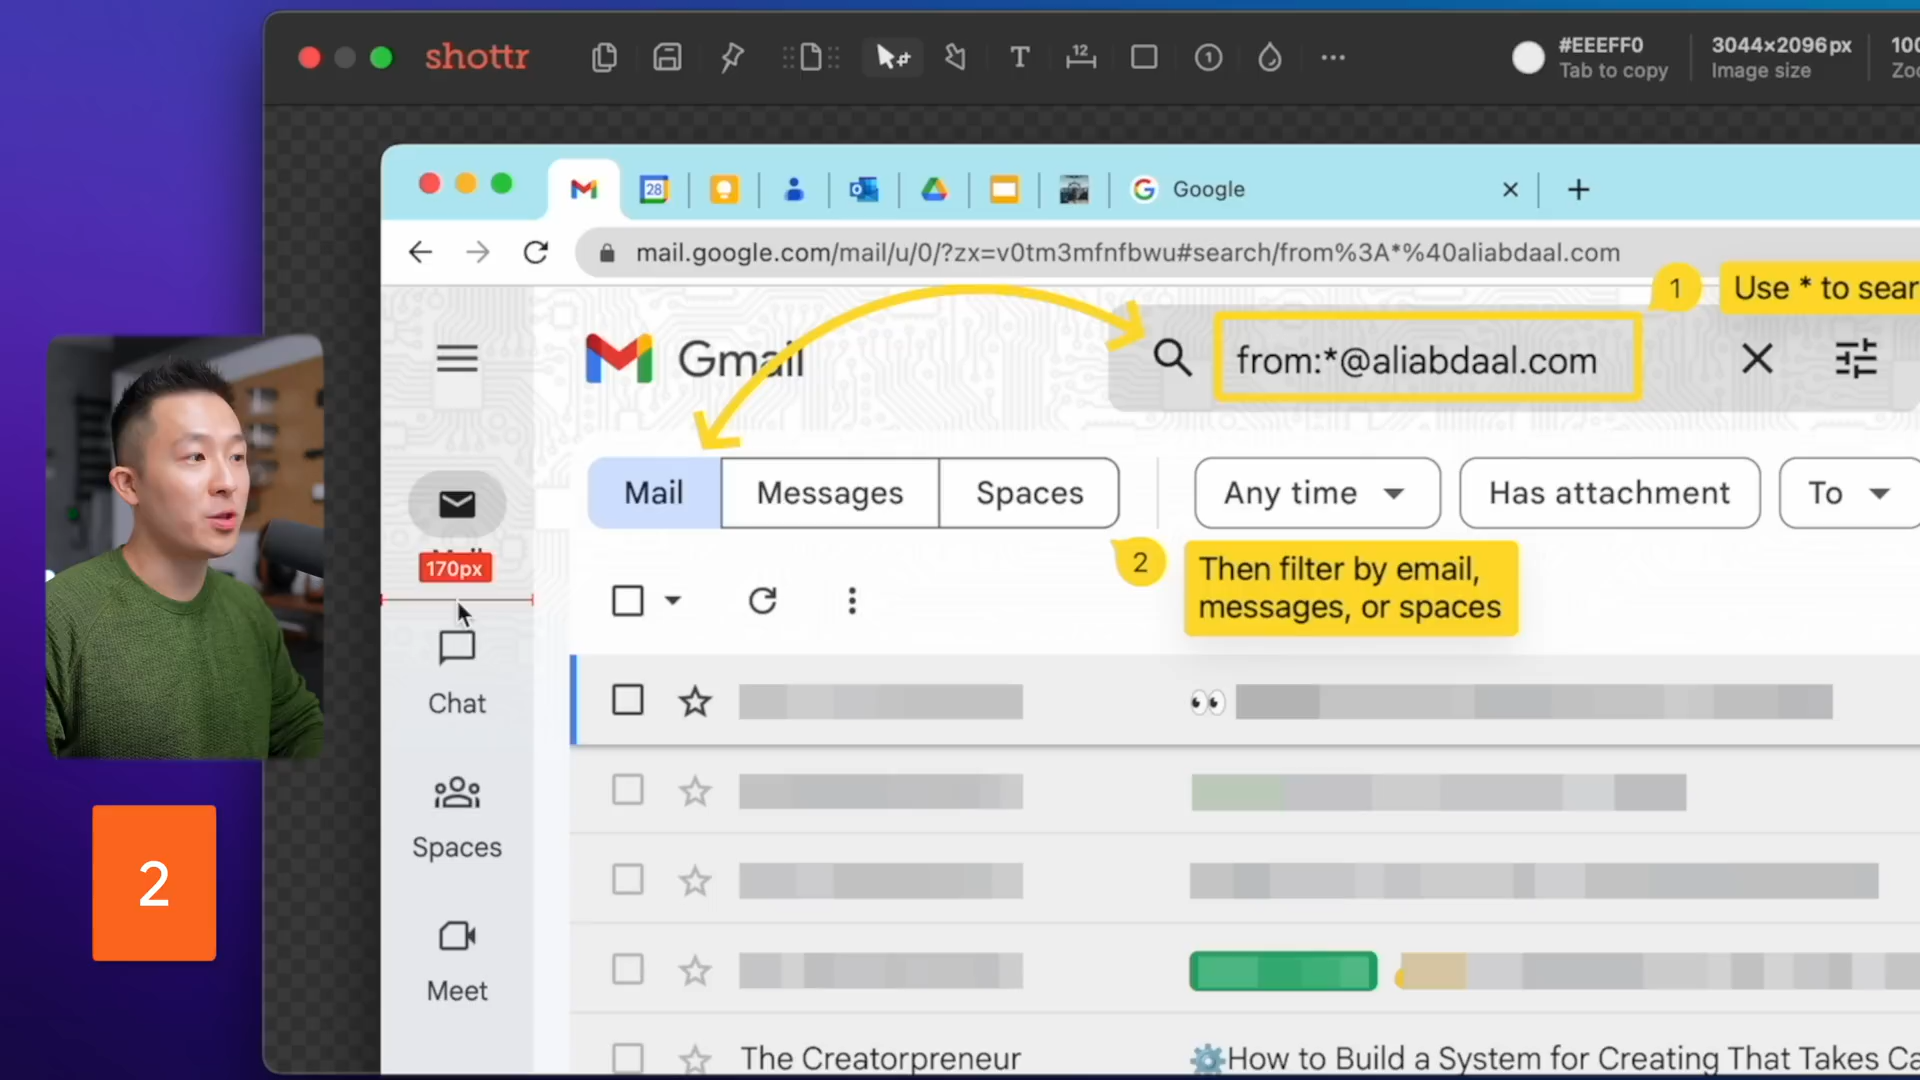 shottr
T
12
1
#EEEFF0
Tab to copy
3044×2096px
Image size
100
Zoo
28
Google
mail.google.com/mail/u/0/?zx=v0tm3mfnfbwu#search/from%3A*%40aliabdaal.com
1
Use * to sear
Gmail
from:*@aliabdaal.com
Mail
Messages
Spaces
Any time
Has attachment
To
170px
2
Then filter by email,
messages, or spaces
Chat
Spaces
Meet
2
The Creatorpreneur
How to Build a System for Creating That Takes Ca